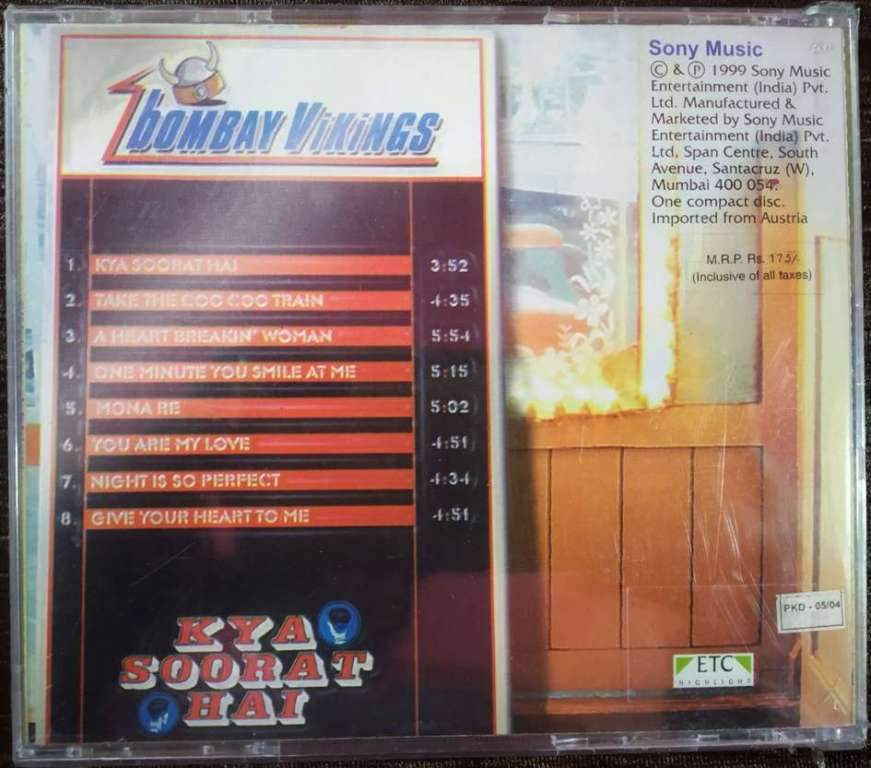 BOMBAY ViKiNGS
1. KYA SOORAT HAI 3:52
2. TAKE THE COO COO TRAIN 4:35
3. A HEART BREAKIN' WOMAN 5:54
4. ONE MINUTE YOU SMILE AT ME 5:15
5. MONA RE 5:02
6. YOU ARE MY LOVE 4:51
7. NIGHT IS SO PERFECT 4:34
8. GIVE YOUR HEART TO ME 4:51
KYA
SOORAT
HAI
Sony Music
© & ℗ 1999 Sony Music
Entertainment (India) Pvt.
Ltd. Manufactured &
Marketed by Sony Music
Entertainment (India) Pvt.
Ltd, Span Centre, South
Avenue, Santacruz (W),
Mumbai 400 054.
One compact disc.
Imported from Austria
M.R.P. Rs. 175/-
(Inclusive of all taxes)
PKD - 05/04
ETC
HIGHLIGHT